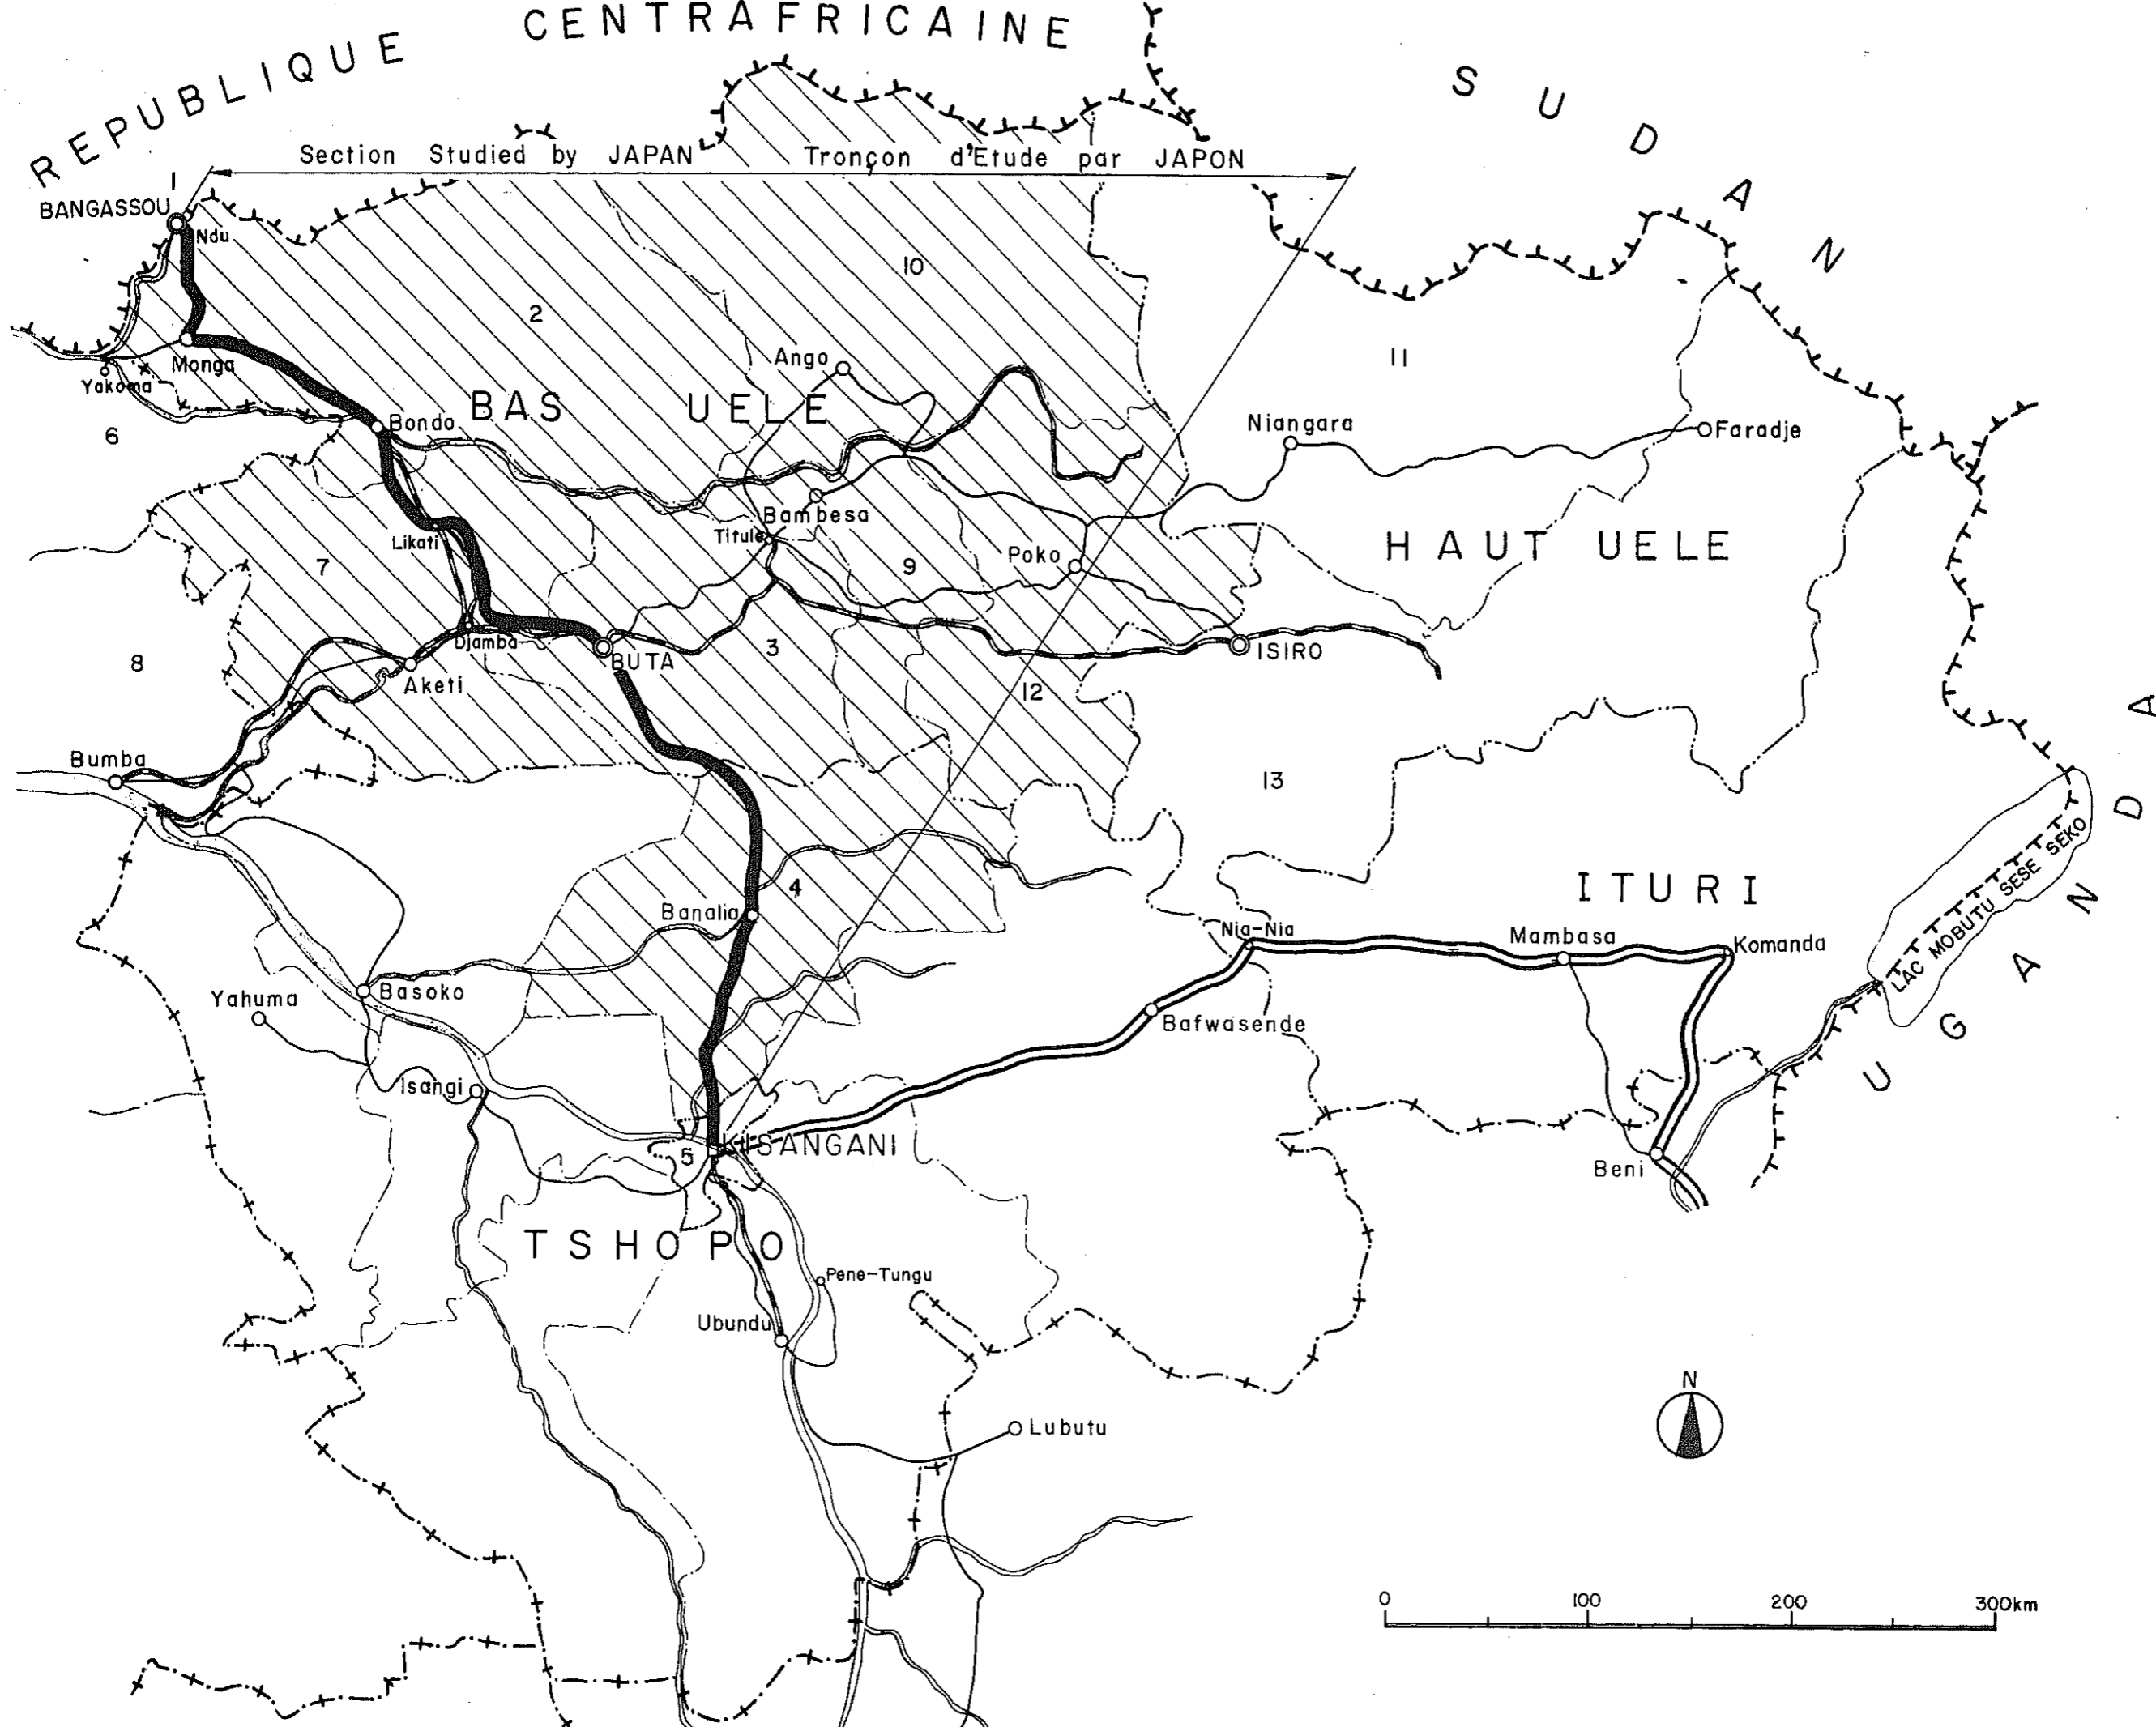 REPUBLIQUE CENTRAFRICAINE
SUDAN
Section Studied by JAPAN
Tronçon d'Etude par JAPON
1
BANGASSOU
Ndu
10
2
11
Ango
Monga
Yakoma
BAS UELE
Bondo
6
Niangara
Faradje
Bambesa
Titule
Likati
HAUT UELE
Poko
7
9
Djamba
BUTA
3
ISIRO
8
Aketi
12
Bumba
13
LAC MOBUTU SESE SEKO
UGANDA
4
ITURI
Banalia
Nia-Nia
Mambasa
Komanda
Basoko
Yahuma
Bafwasende
Isangi
KISANGANI
5
Beni
TSHOPO
Pene-Tungu
Ubundu
N
Lubutu
0 100 200 300km